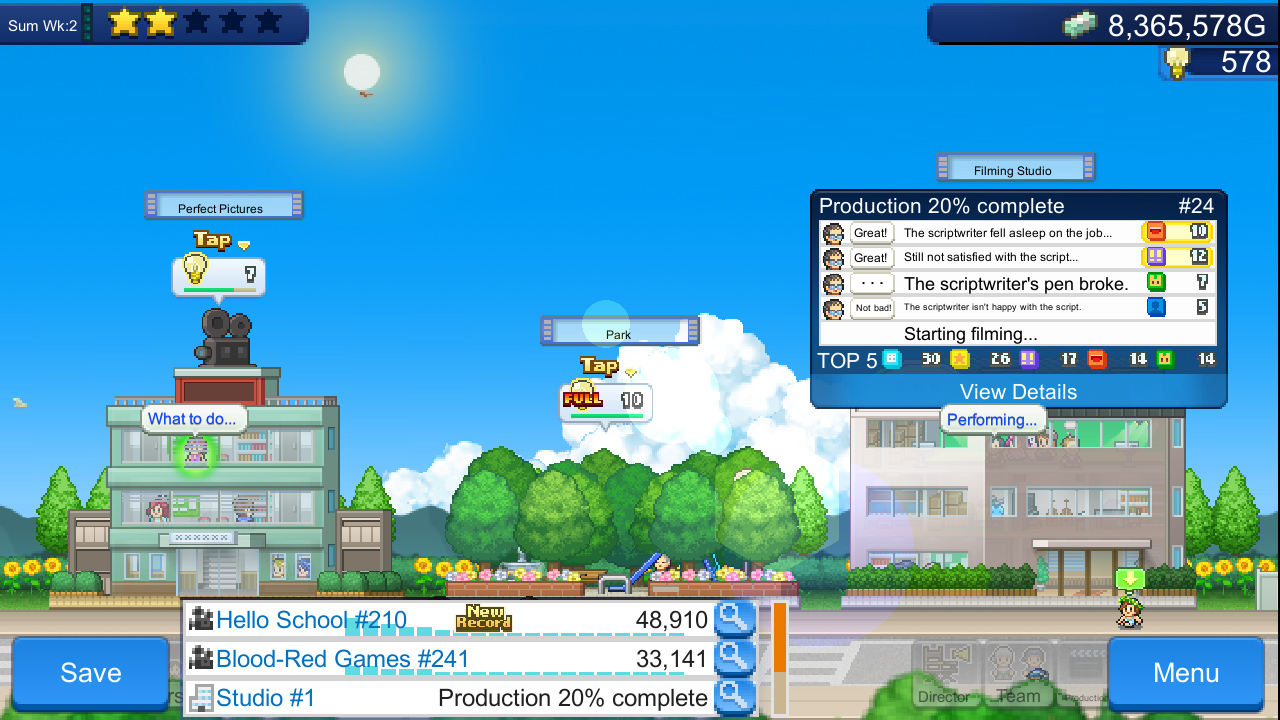 Sum Wk:2
8,365,578G
578
Filming Studio
Perfect Pictures
Production 20% complete #24
Tap
Great! The scriptwriter fell asleep on the job... 10
Great! Still not satisfied with the script... 12
7
... The scriptwriter's pen broke. 7
Not bad! The scriptwriter isn't happy with the script. 5
Park
Starting filming...
Tap
TOP 5 30 26 17 14 14
FULL 10
View Details
What to do...
Performing...
Hello School #210 New Record 48,910
Blood-Red Games #241 33,141
Studio #1 Production 20% complete
Save
Director
Team
Production
Menu